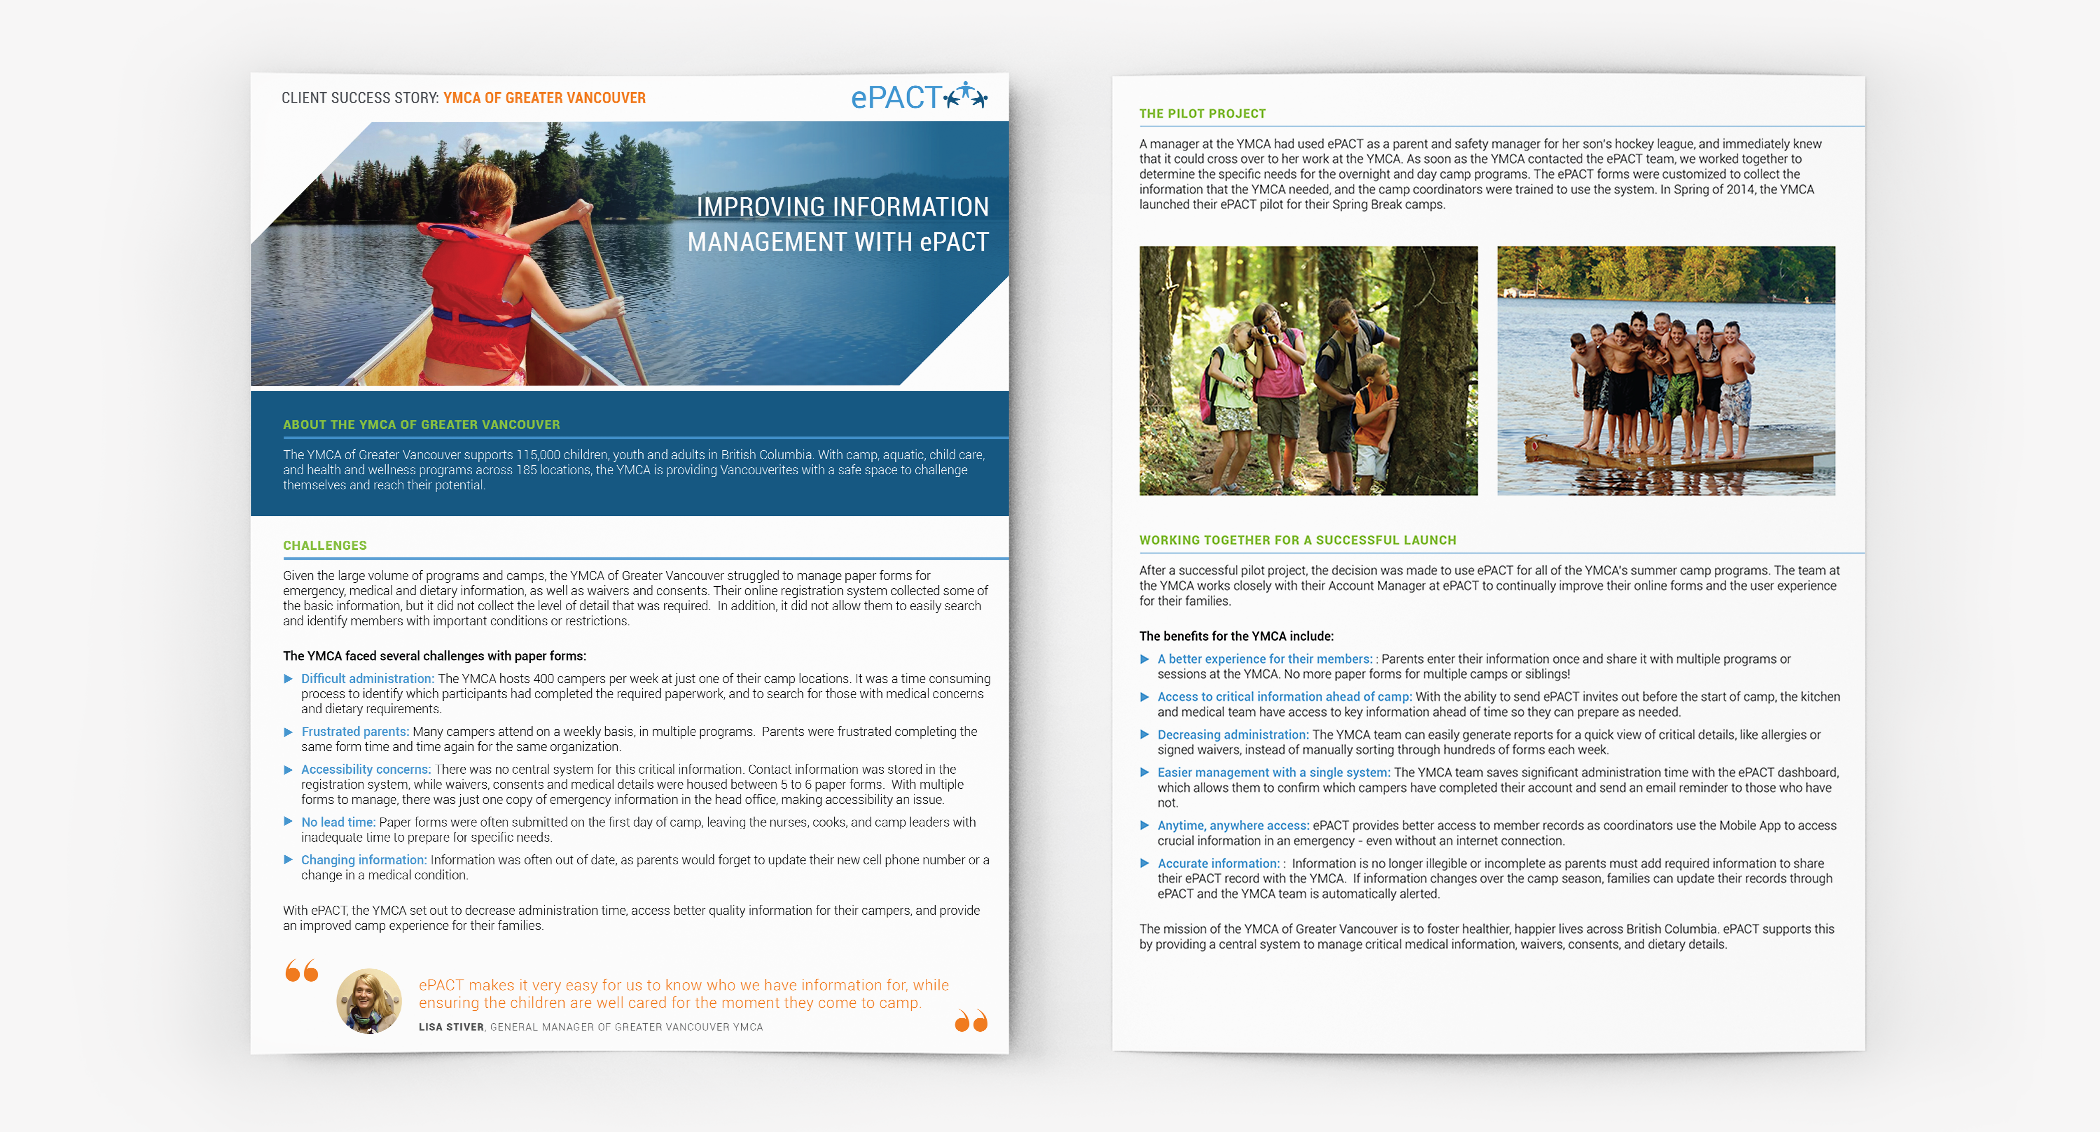 CLIENT SUCCESS STORY: YMCA OF GREATER VANCOUVER
ePACT
IMPROVING INFORMATION
MANAGEMENT WITH ePACT
ABOUT THE YMCA OF GREATER VANCOUVER
The YMCA of Greater Vancouver supports 115,000 children, youth and adults in British Columbia. With camp, aquatic, child care,
and health and wellness programs across 185 locations, the YMCA is providing Vancouverites with a safe space to challenge
themselves and reach their potential.
CHALLENGES
Given the large volume of programs and camps, the YMCA of Greater Vancouver struggled to manage paper forms for
emergency, medical and dietary information, as well as waivers and consents. Their online registration system collected some of
the basic information, but it did not collect the level of detail that was required.  In addition, it did not allow them to easily search
and identify members with important conditions or restrictions.
The YMCA faced several challenges with paper forms:
Difficult administration: The YMCA hosts 400 campers per week at just one of their camp locations. It was a time consuming
process to identify which participants had completed the required paperwork, and to search for those with medical concerns
and dietary requirements.
Frustrated parents: Many campers attend on a weekly basis, in multiple programs.  Parents were frustrated completing the
same form time and time again for the same organization.
Accessibility concerns: There was no central system for this critical information. Contact information was stored in the
registration system, while waivers, consents and medical details were housed between 5 to 6 paper forms.  With multiple
forms to manage, there was just one copy of emergency information in the head office, making accessibility an issue.
No lead time: Paper forms were often submitted on the first day of camp, leaving the nurses, cooks, and camp leaders with
inadequate time to prepare for specific needs.
Changing information: Information was often out of date, as parents would forget to update their new cell phone number or a
change in a medical condition.
With ePACT, the YMCA set out to decrease administration time, access better quality information for their campers, and provide
an improved camp experience for their families.
“
ePACT makes it very easy for us to know who we have information for, while
ensuring the children are well cared for the moment they come to camp.
LISA STIVER, GENERAL MANAGER OF GREATER VANCOUVER YMCA
“
THE PILOT PROJECT
A manager at the YMCA had used ePACT as a parent and safety manager for her son's hockey league, and immediately knew
that it could cross over to her work at the YMCA. As soon as the YMCA contacted the ePACT team, we worked together to
determine the specific needs for the overnight and day camp programs. The ePACT forms were customized to collect the
information that the YMCA needed, and the camp coordinators were trained to use the system. In Spring of 2014, the YMCA
launched their ePACT pilot for their Spring Break camps.
WORKING TOGETHER FOR A SUCCESSFUL LAUNCH
After a successful pilot project, the decision was made to use ePACT for all of the YMCA's summer camp programs. The team at
the YMCA works closely with their Account Manager at ePACT to continually improve their online forms and the user experience
for their families.
The benefits for the YMCA include:
A better experience for their members: : Parents enter their information once and share it with multiple programs or
sessions at the YMCA. No more paper forms for multiple camps or siblings!
Access to critical information ahead of camp: With the ability to send ePACT invites out before the start of camp, the kitchen
and medical team have access to key information ahead of time so they can prepare as needed.
Decreasing administration: The YMCA team can easily generate reports for a quick view of critical details, like allergies or
signed waivers, instead of manually sorting through hundreds of forms each week.
Easier management with a single system: The YMCA team saves significant administration time with the ePACT dashboard,
which allows them to confirm which campers have completed their account and send an email reminder to those who have
not.
Anytime, anywhere access: ePACT provides better access to member records as coordinators use the Mobile App to access
crucial information in an emergency - even without an internet connection.
Accurate information: :  Information is no longer illegible or incomplete as parents must add required information to share
their ePACT record with the YMCA.  If information changes over the camp season, families can update their records through
ePACT and the YMCA team is automatically alerted.
The mission of the YMCA of Greater Vancouver is to foster healthier, happier lives across British Columbia. ePACT supports this
by providing a central system to manage critical medical information, waivers, consents, and dietary details.